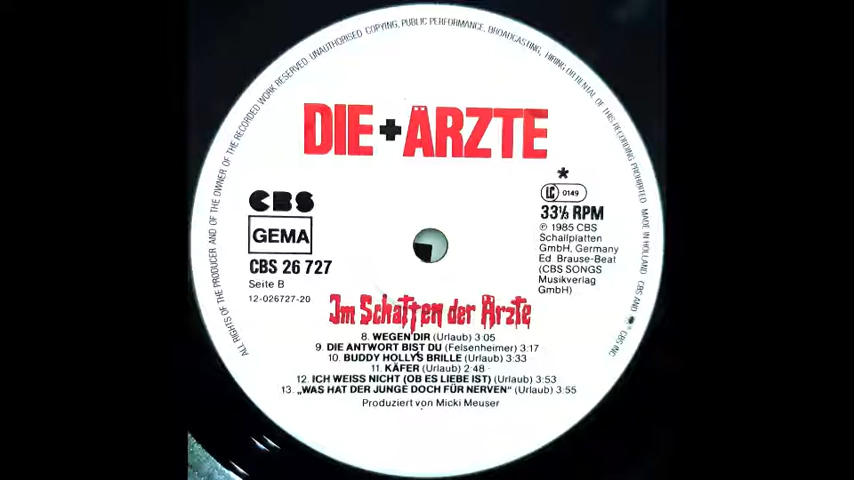 ALL RIGHTS OF THE PRODUCER AND OF THE OWNER OF THE RECORDED WORK RESERVED. UNAUTHORISED COPYING, PUBLIC PERFORMANCE, BROADCASTING, HIRING OR RENTAL OF THIS RECORDING PROHIBITED. MADE IN HOLLAND. CBS AND ARE CBS INC.
DIE + ÄRZTE
*
CBS
LC 0149
GEMA
33⅓ RPM
CBS 26 727
Seite B
12-026727-20
℗ 1985 CBS
Schallplatten
GmbH, Germany
Ed. Brause-Beat
(CBS SONGS
Musikverlag
GmbH)
Im Schatten der Ärzte
8. WEGEN DIR (Urlaub) 3:05
9. DIE ANTWORT BIST DU (Felsenheimer) 3:17
10. BUDDY HOLLYS BRILLE (Urlaub) 3:33
11. KÄFER (Urlaub) 2:48
12. ICH WEISS NICHT (OB ES LIEBE IST) (Urlaub) 3:53
13. „WAS HAT DER JUNGE DOCH FÜR NERVEN" (Urlaub) 3:55
Produziert von Micki Meuser